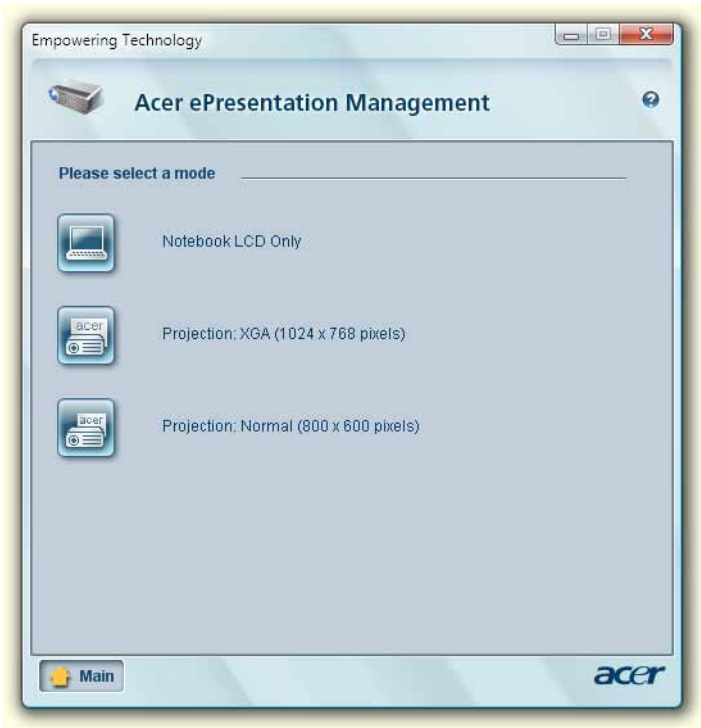 Empowering Technology
Acer ePresentation Management
Please select a mode
Notebook LCD Only
acer
Projection: XGA (1024 x 768 pixels)
acer
Projection: Normal (800 x 600 pixels)
Main
acer